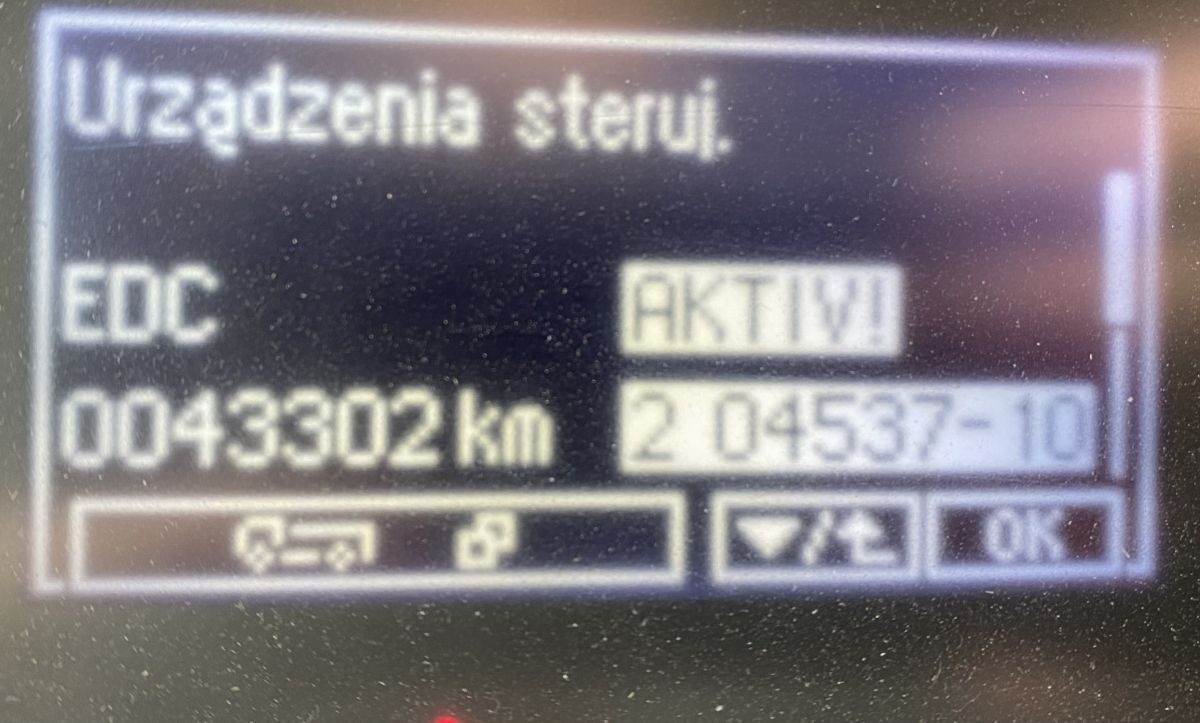 Urządzenia steruj.
EDC AKTIV!
0043302 km 2 04537-10
OK